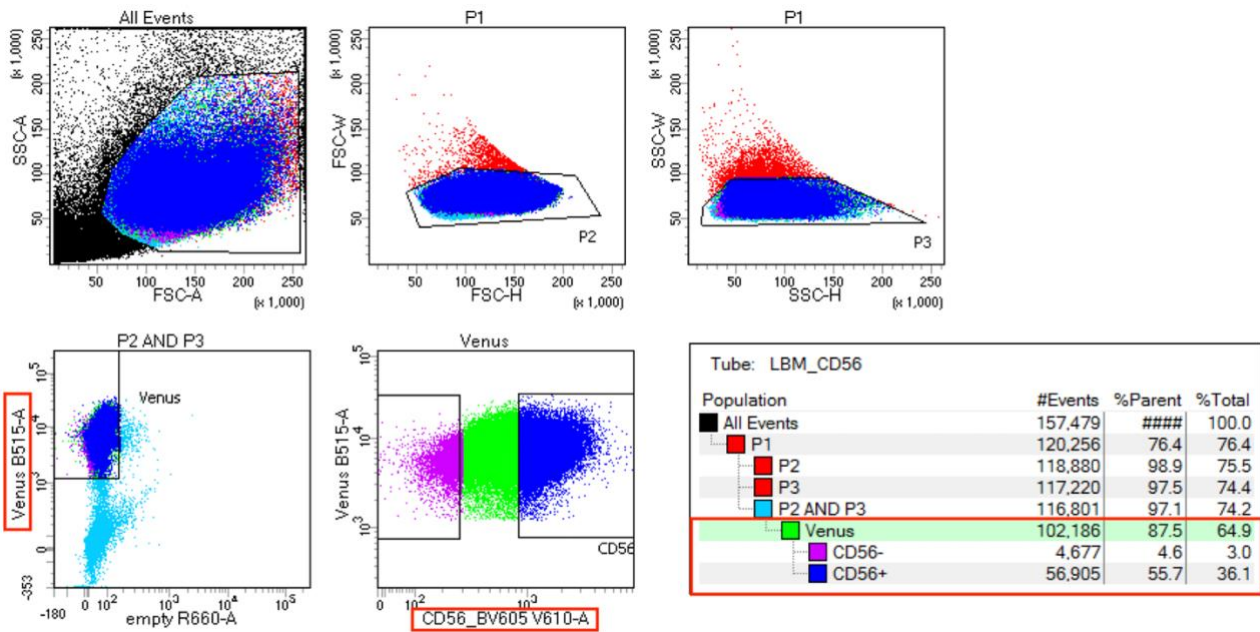 All Events
SSC-A
(x 1,000)
50 100 150 200 250
50 100 150 200 250
FSC-A
(x 1,000)
P1
FSC-W
(x 1,000)
50 100 150 200 250
P2
50 100 150 200 250
FSC-H
(x 1,000)
P1
SSC-W
(x 1,000)
50 100 150 200 250
P3
50 100 150 200 250
SSC-H
(x 1,000)
P2 AND P3
Venus B515-A
-353 0 10^3 10^4 10^5
Venus
-180 0 10^2 10^3 10^4 10^5
empty R660-A
Venus
Venus B515-A
10^3 10^4 10^5
CD56
10^2 10^3
CD56_BV605 V610-A
Tube: LBM_CD56
Population #Events %Parent %Total
All Events 157,479 #### 100.0
P1 120,256 76.4 76.4
P2 118,880 98.9 75.5
P3 117,220 97.5 74.4
P2 AND P3 116,801 97.1 74.2
Venus 102,186 87.5 64.9
CD56- 4,677 4.6 3.0
CD56+ 56,905 55.7 36.1